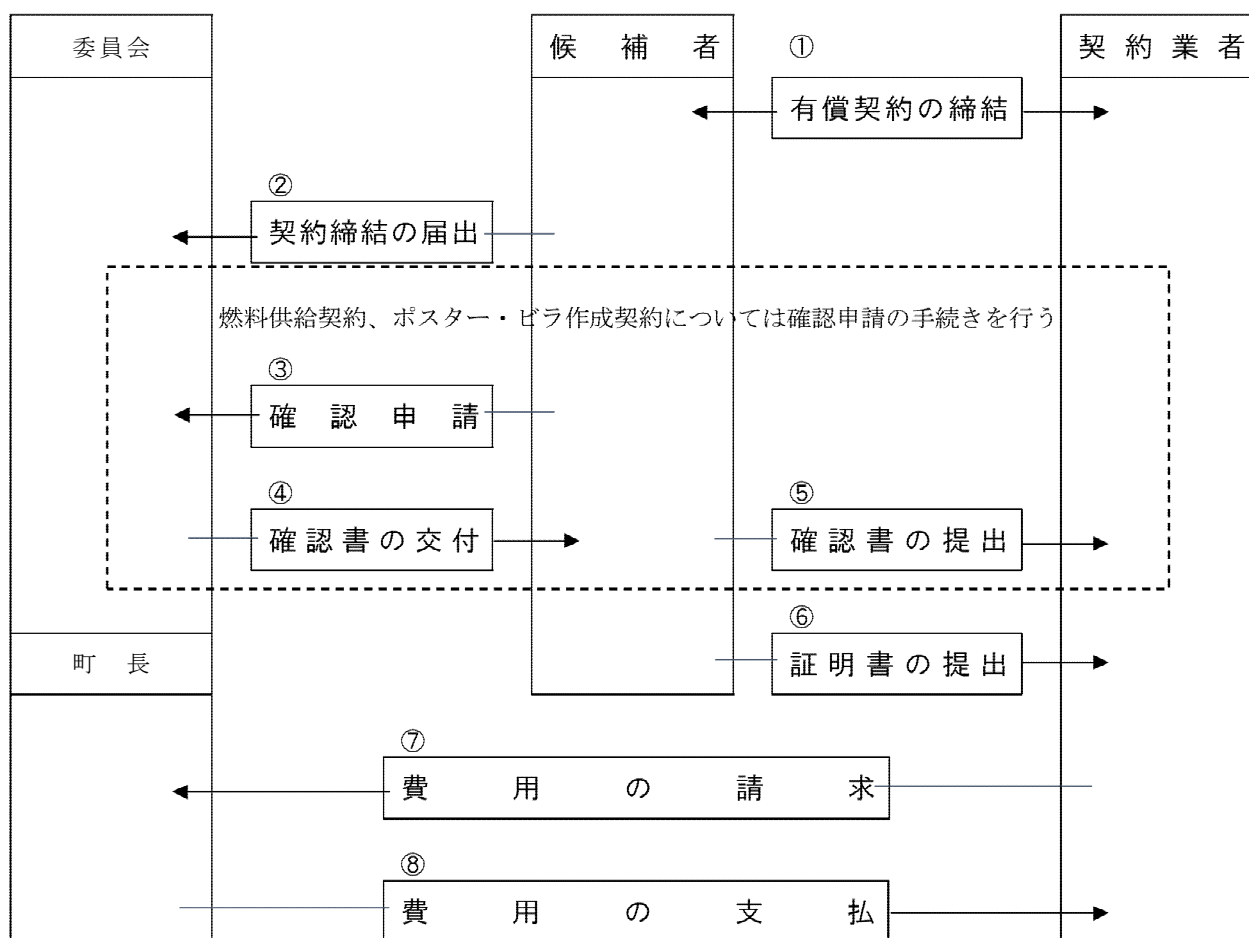 委員会
候補者
契約業者
①
有償契約の締結
②
契約締結の届出
燃料供給契約、ポスター・ビラ作成契約については確認申請の手続きを行う
③
確認申請
④
確認書の交付
⑤
確認書の提出
⑥
証明書の提出
町長
⑦
費用の請求
⑧
費用の支払